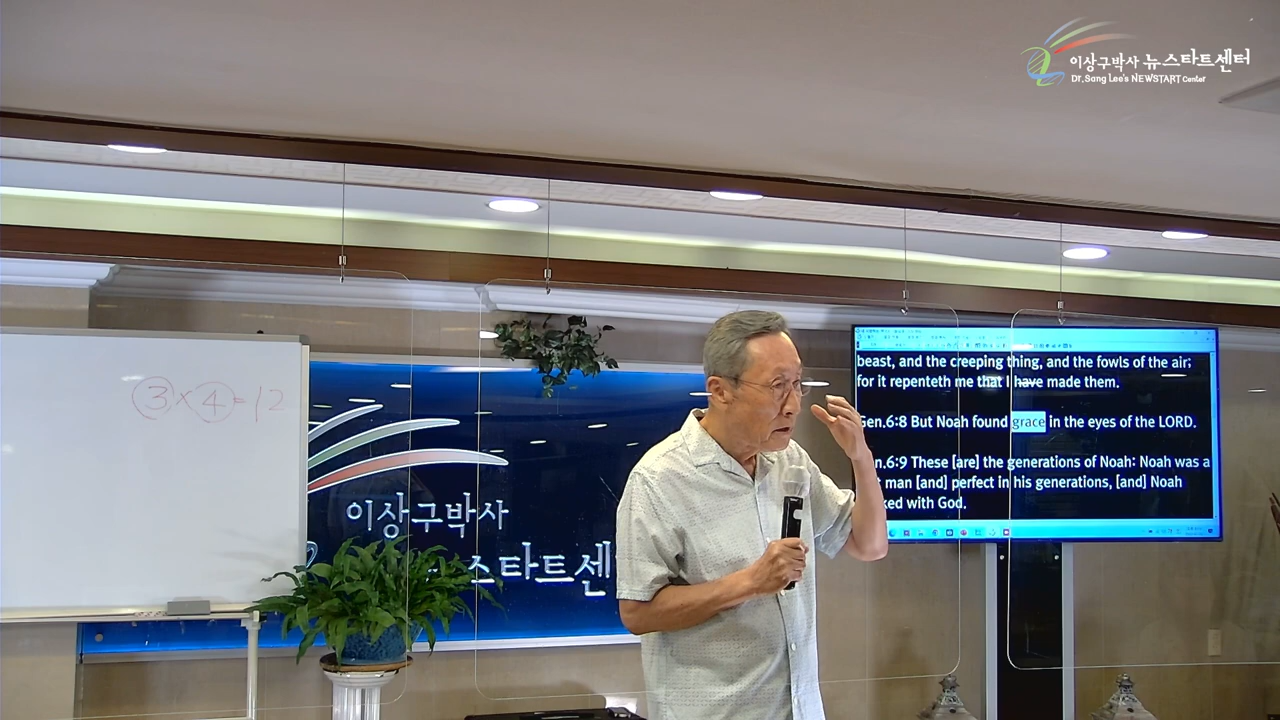 이상구박사 뉴스타트센터
Dr. Sang Lee's NEWSTART Center
3 x 4 = 12
이상구박사
스타트센
beast, and the creeping thing, and the fowls of the air;
for it repenteth me that I have made them.
Gen.6:8 But Noah found grace in the eyes of the LORD.
n.6:9 These [are] the generations of Noah: Noah was a
man [and] perfect in his generations, [and] Noah
ked with God.